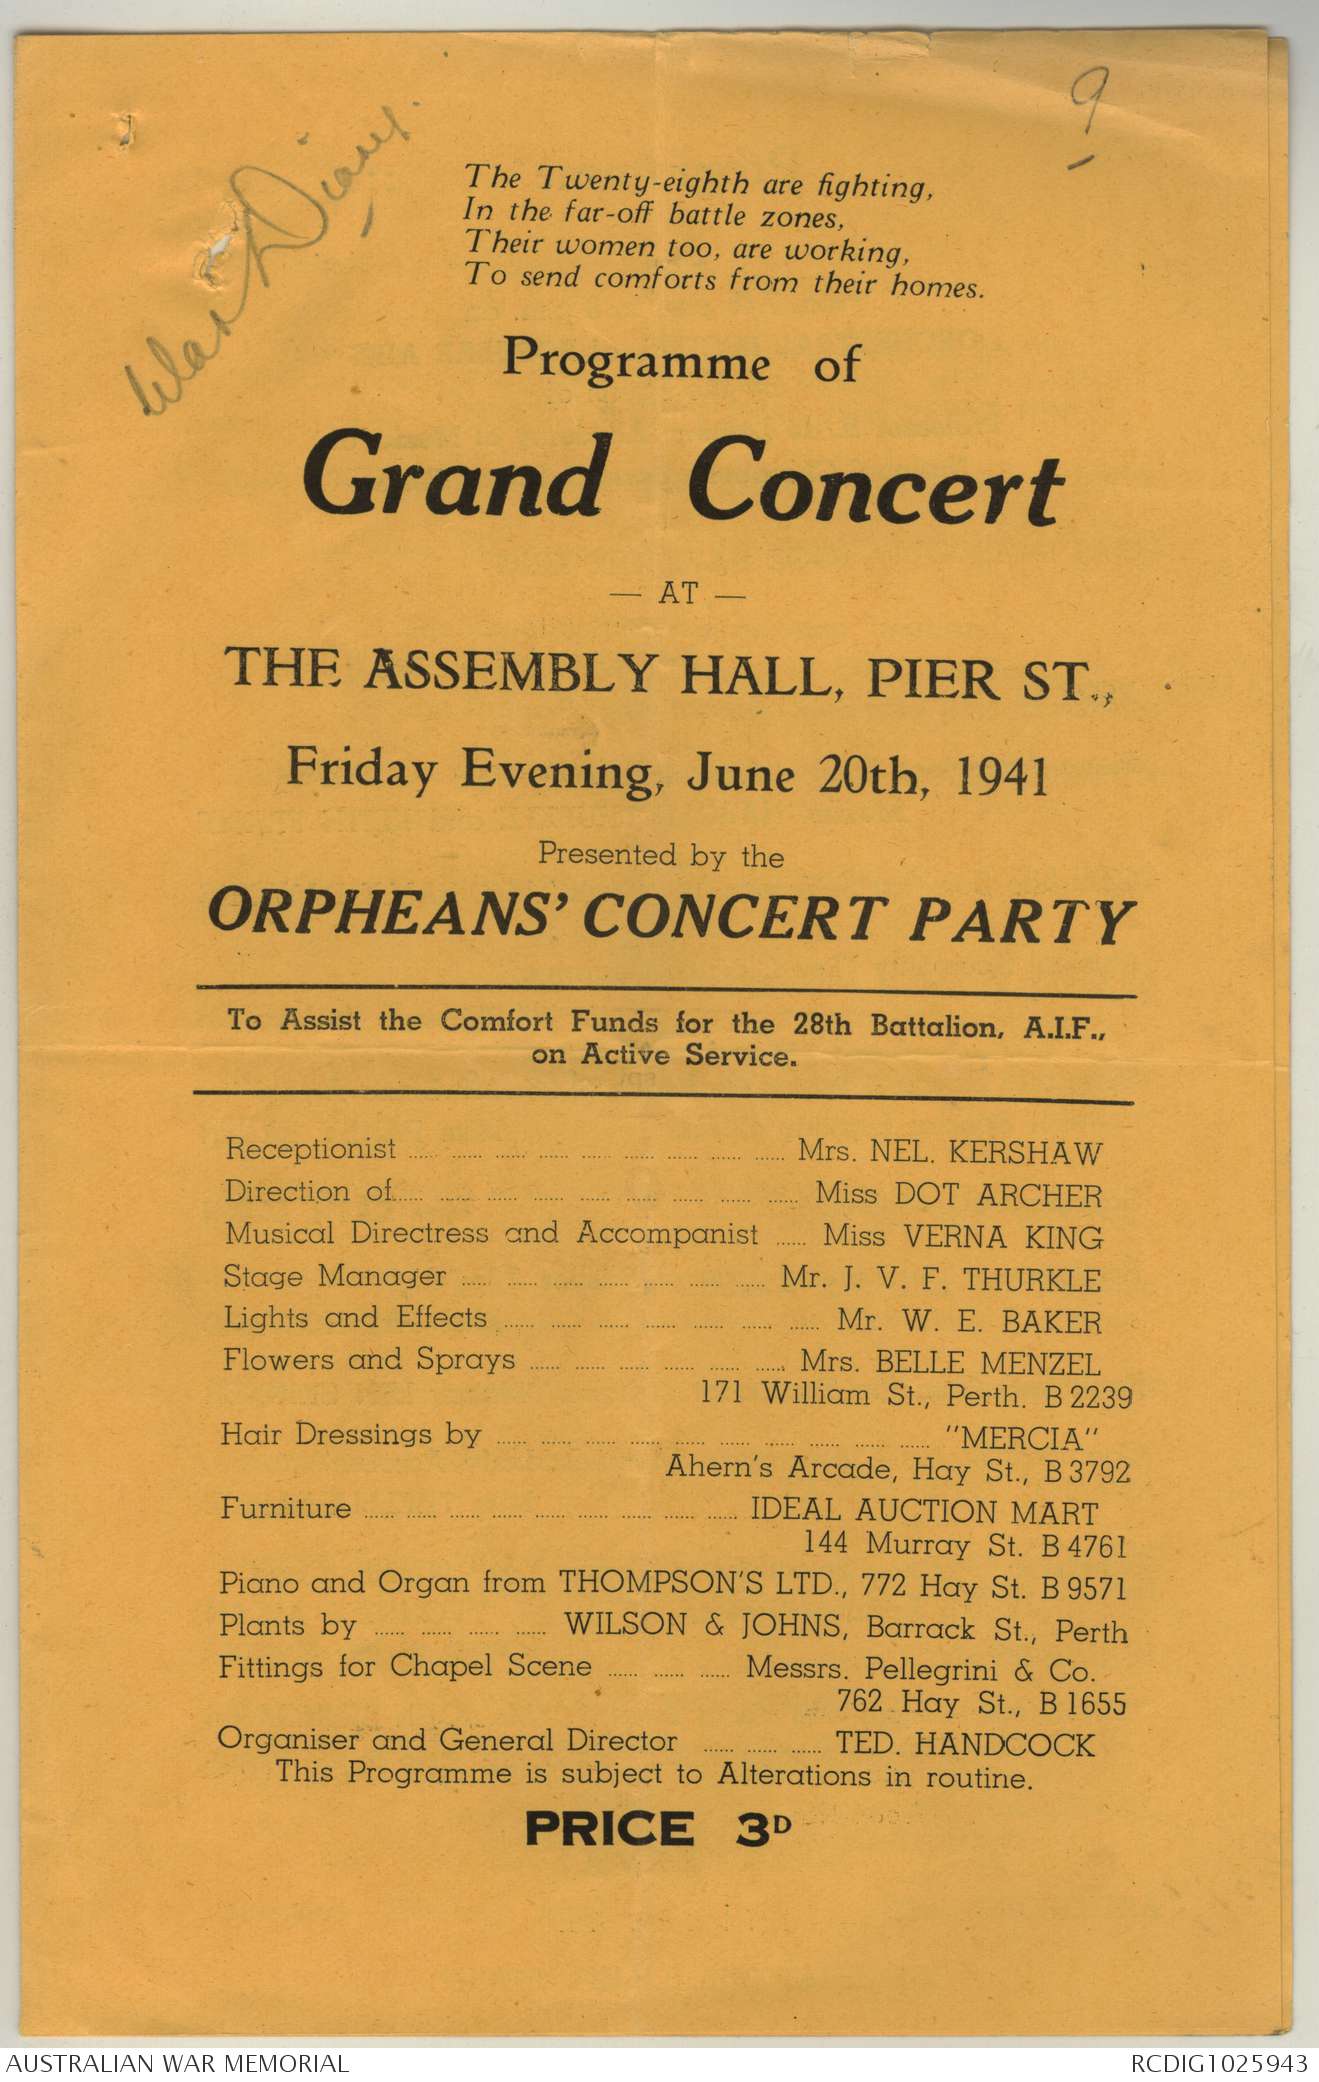 9
War Diary.
The Twenty-eighth are fighting,
In the far-off battle zones,
Their women too, are working,
To send comforts from their homes.
Programme of
Grand Concert
— AT —
THE ASSEMBLY HALL, PIER ST.,
Friday Evening, June 20th, 1941
Presented by the
ORPHEANS' CONCERT PARTY
To Assist the Comfort Funds for the 28th Battalion, A.I.F.,
on Active Service.
Receptionist ...... ...... ...... ...... ...... ...... ...... ...... ...... Mrs. NEL. KERSHAW
Direction of...... ...... ...... ...... ...... ...... ...... ...... ...... Miss DOT ARCHER
Musical Directress and Accompanist ...... Miss VERNA KING
Stage Manager ...... ...... ...... ...... ...... ...... ...... Mr. J. V. F. THURKLE
Lights and Effects ...... ...... ...... ...... ...... ...... ...... Mr. W. E. BAKER
Flowers and Sprays ...... ...... ...... ...... ...... ...... Mrs. BELLE MENZEL
171 William St., Perth. B 2239
Hair Dressings by ...... ...... ...... ...... ...... ...... ...... ...... ...... ...... "MERCIA"
Ahern's Arcade, Hay St., B 3792
Furniture ...... ...... ...... ...... ...... ...... ...... ...... ...... IDEAL AUCTION MART
144 Murray St. B 4761
Piano and Organ from THOMPSON'S LTD., 772 Hay St. B 9571
Plants by ...... ...... ...... ...... WILSON & JOHNS, Barrack St., Perth
Fittings for Chapel Scene ...... ...... ...... Messrs. Pellegrini & Co.
762 Hay St., B 1655
Organiser and General Director ...... ...... ...... TED. HANDCOCK
This Programme is subject to Alterations in routine.
PRICE 3D
AUSTRALIAN WAR MEMORIAL
RCDIG1025943